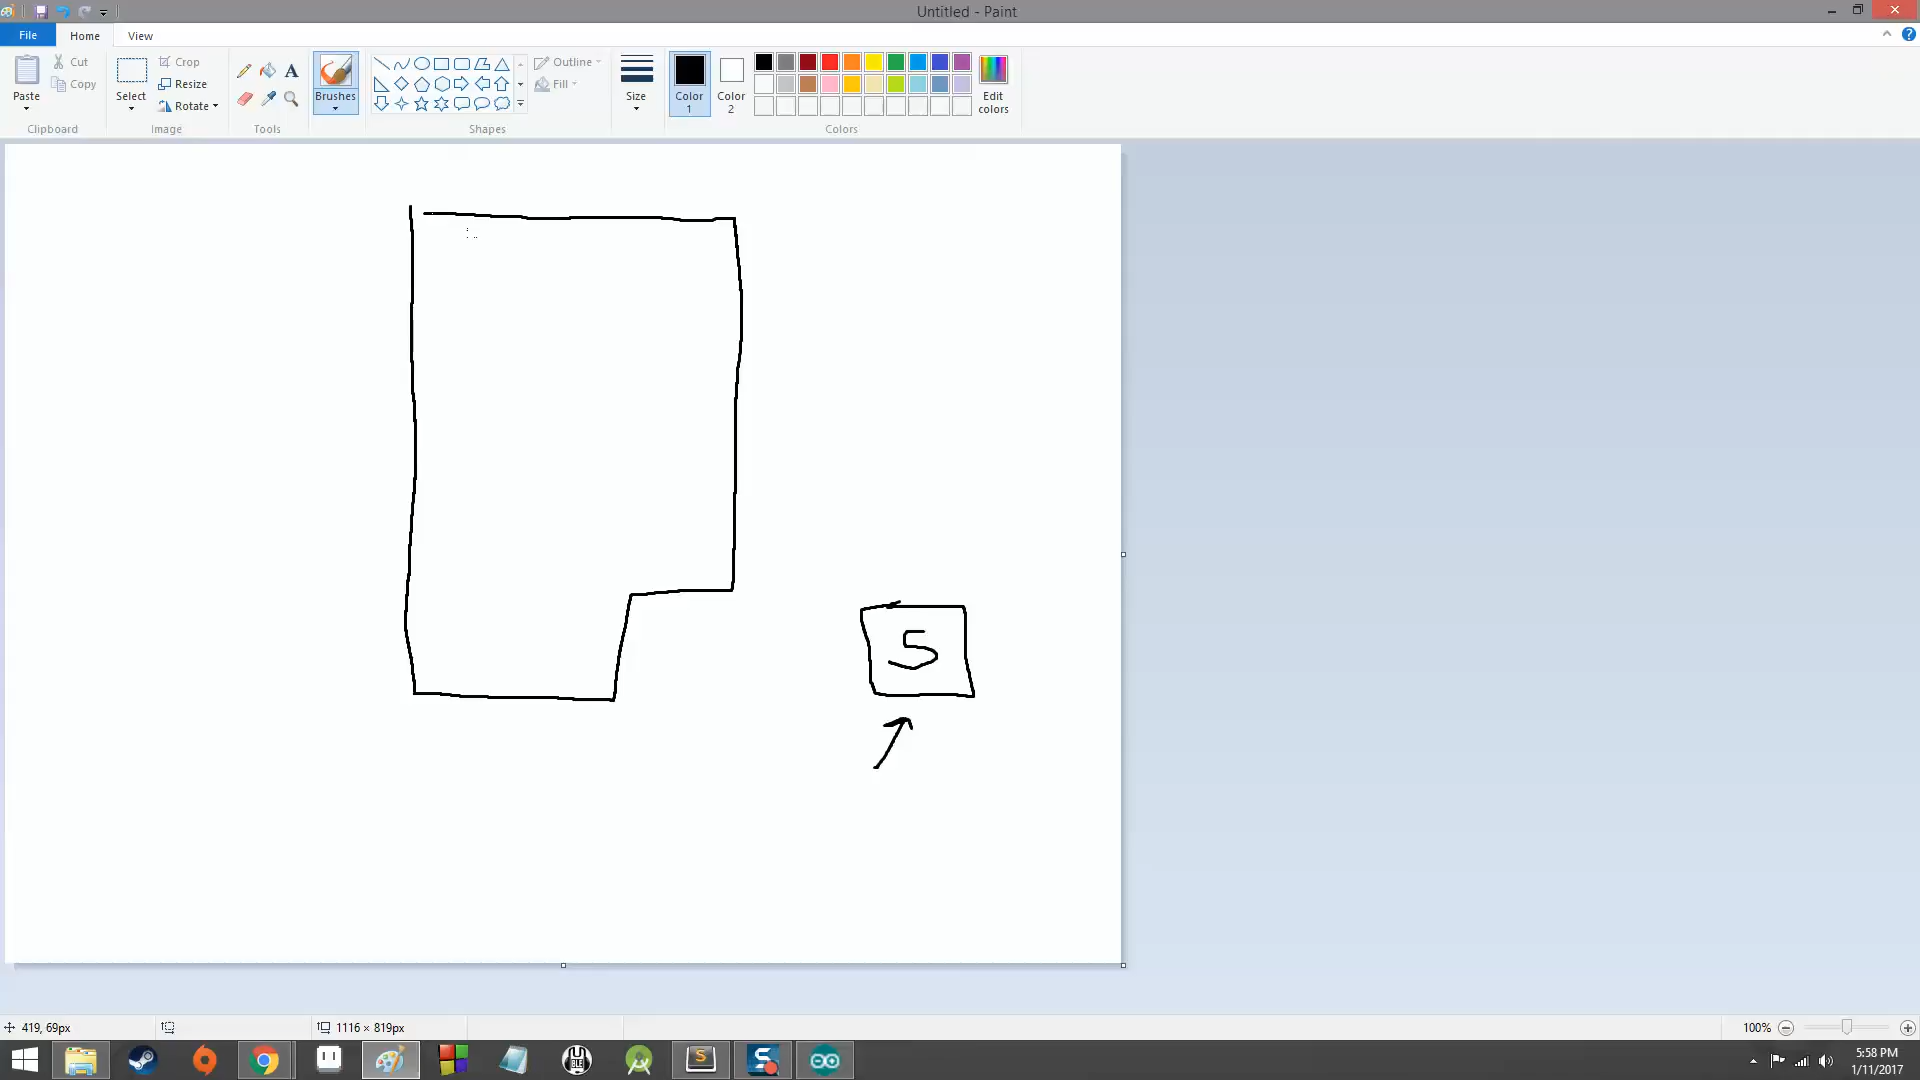 Untitled - Paint
File
Home
View
Paste
Cut
Copy
Clipboard
Select
Crop
Resize
Rotate
Image
A
Tools
Brushes
Shapes
Outline
Fill
Size
Color
1
Color
2
Edit
colors
Colors
S
419, 69px
1116 × 819px
100%
5:58 PM
1/11/2017